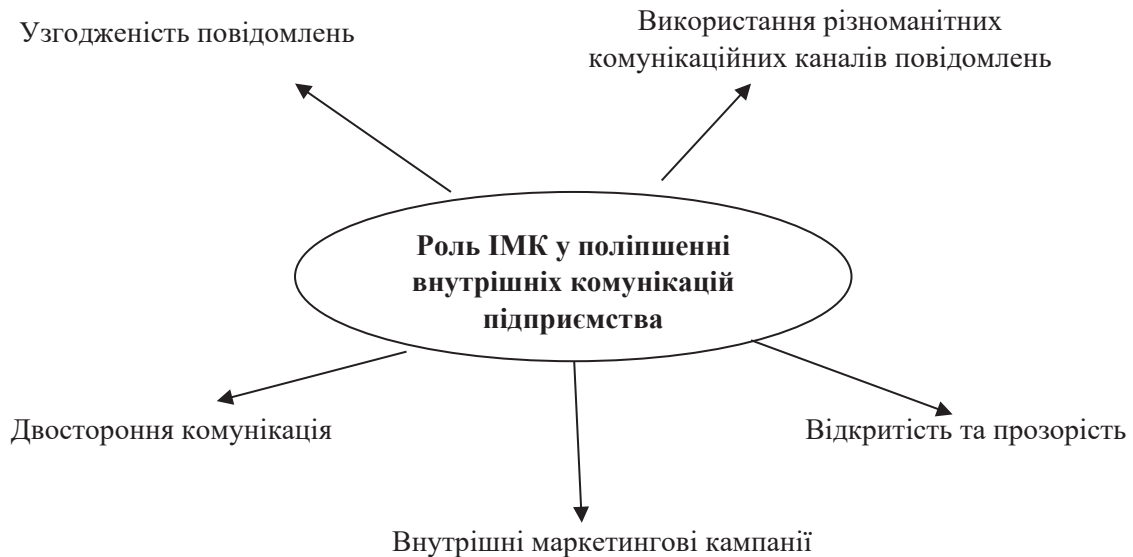 Узгодженість повідомлень
Використання різноманітних
комунікаційних каналів повідомлень
Роль ІМК у поліпшенні
внутрішніх комунікацій
підприємства
Двостороння комунікація
Відкритість та прозорість
Внутрішні маркетингові кампанії